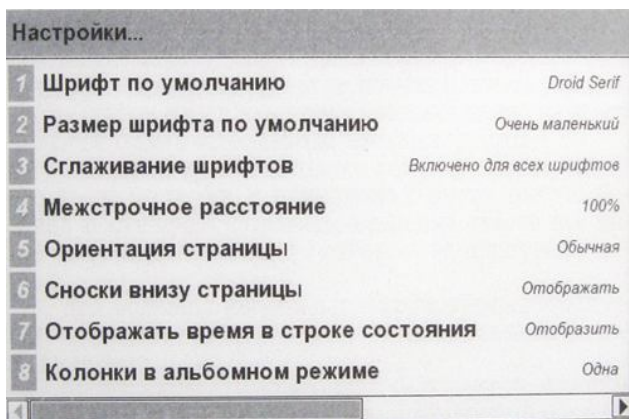 Настройки...
1 Шрифт по умолчанию Droid Serif
2 Размер шрифта по умолчанию Очень маленький
3 Сглаживание шрифтов Включено для всех шрифтов
4 Межстрочное расстояние 100%
5 Ориентация страницы Обычная
6 Сноски внизу страницы Отображать
7 Отображать время в строке состояния Отобразить
8 Колонки в альбомном режиме Одна